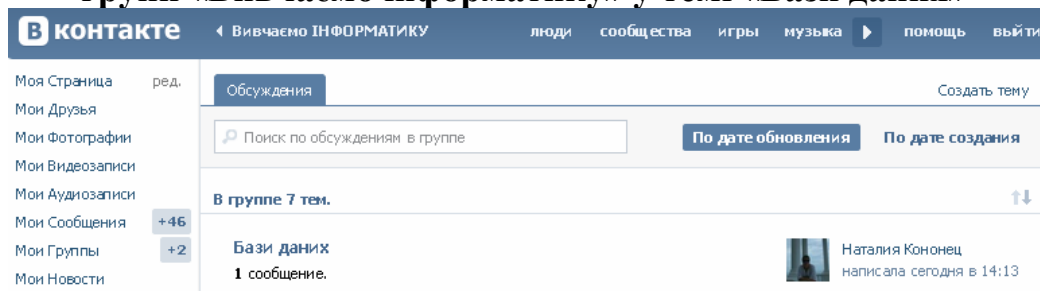 групи «Вивчаємо інформатику» у темі «Бази даних»
В контакте Вивчаємо ІНФОРМАТИКУ люди сообщества игры музыка помощь выйти
Моя Страница ред.
Мои Друзья
Мои Фотографии
Мои Видеозаписи
Мои Аудиозаписи
Мои Сообщения +46
Мои Группы +2
Мои Новости
Обсуждения Создать тему
Поиск по обсуждениям в группе По дате обновления По дате создания
В группе 7 тем.
Бази даних
1 сообщение.
Наталия Кононец
написала сегодня в 14:13